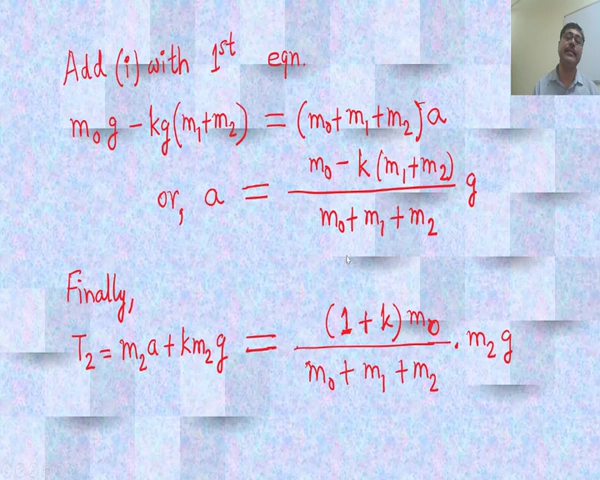 Add (i) with 1st eqn.
m₀g − kg(m₁+m₂) = (m₀+m₁+m₂)a
or, a = (m₀ − k(m₁+m₂))/(m₀+m₁+m₂) g
Finally,
T₂ = m₂a + km₂g = ((1+k)m₀)/(m₀+m₁+m₂) · m₂g